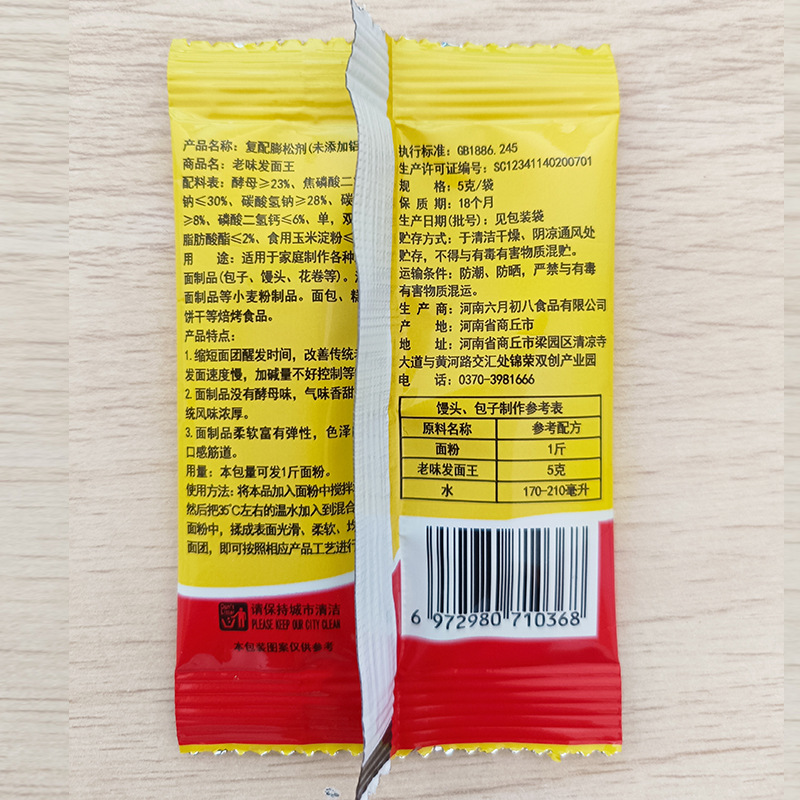 产品名称：复配膨松剂(未添加铝
商品名：老味发面王
配料表：酵母≥23%、焦磷酸二
钠≤30%、碳酸氢钠≥28%、碳
≥8%、磷酸二氢钙≤6%、单，双
脂肪酸酯≤2%、食用玉米淀粉≤
用 途：适用于家庭制作各种
面制品(包子、馒头、花卷等)。
面制品等小麦粉制品。面包、糕
饼干等焙烤食品。
产品特点：
1.缩短面团醒发时间，改善传统
发面速度慢，加碱量不好控制等
2.面制品没有酵母味，气味香甜
统风味浓厚。
3.面制品柔软富有弹性，色泽
口感筋道。
用量：本包量可发1斤面粉。
使用方法：将本品加入面粉中搅拌
然后把35℃左右的温水加入到混合
面粉中，揉成表面光滑、柔软、均
面团，即可按照相应产品工艺进行
请保持城市清洁
PLEASE KEEP OUR CITY CLEAN
本包装图案仅供参考
执行标准：GB1886.245
生产许可证编号：SC12341140200701
规 格：5克/袋
保 质 期：18个月
生产日期(批号)：见包装袋
贮存方式：于清洁干燥、阴凉通风处
贮存，不得与有毒有害物质混贮。
运输条件：防潮、防晒，严禁与有毒
有害物质混运。
生 产 商：河南六月初八食品有限公司
产 地：河南省商丘市
地 址：河南省商丘市梁园区清凉寺
大道与黄河路交汇处锦荣双创产业园
电 话：0370-3981666
馒头、包子制作参考表
原料名称 参考配方
面粉 1斤
老味发面王 5克
水 170-210毫升
6 972980 710368